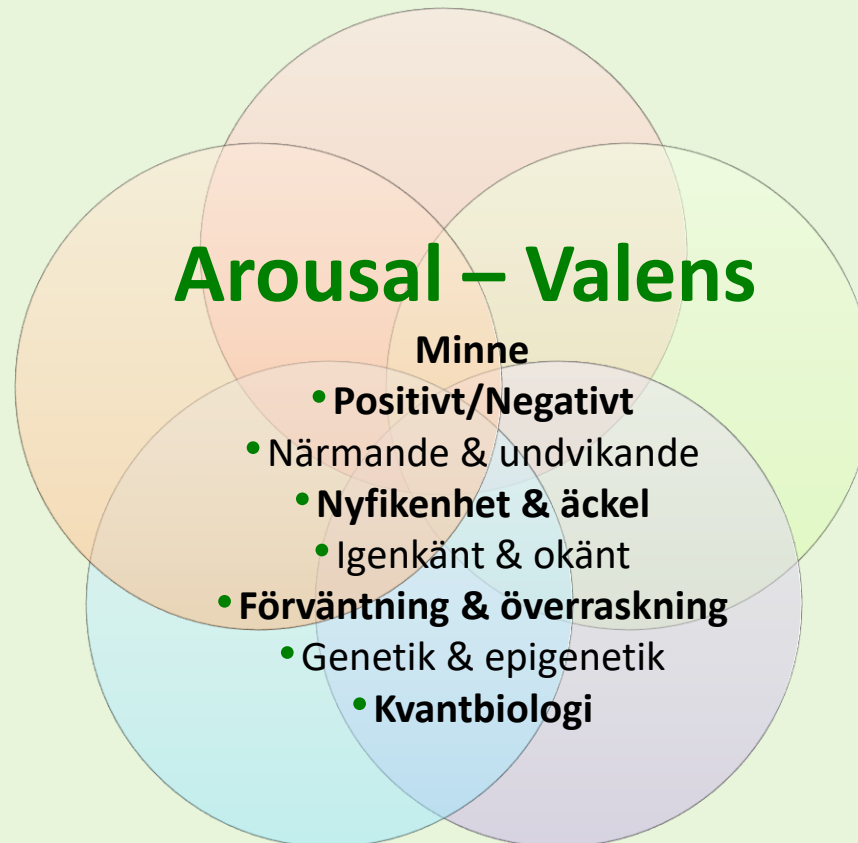 Arousal – Valens
Minne
•Positivt/Negativt
•Närmande & undvikande
•Nyfikenhet & äckel
•Igenkänt & okänt
•Förväntning & överraskning
•Genetik & epigenetik
•Kvantbiologi